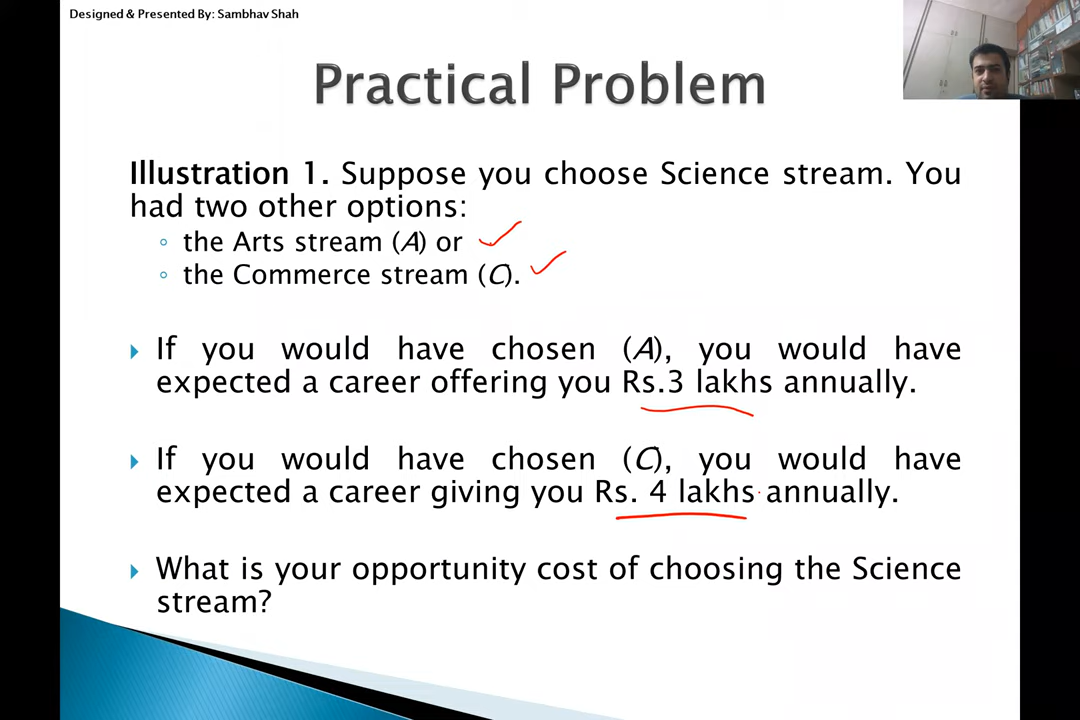 Designed & Presented By: Sambhav Shah
Practical Problem
Illustration 1. Suppose you choose Science stream. You
had two other options:
the Arts stream (A) or
the Commerce stream (C).
If you would have chosen (A), you would have
expected a career offering you Rs.3 lakhs annually.
If you would have chosen (C), you would have
expected a career giving you Rs. 4 lakhs annually.
What is your opportunity cost of choosing the Science
stream?